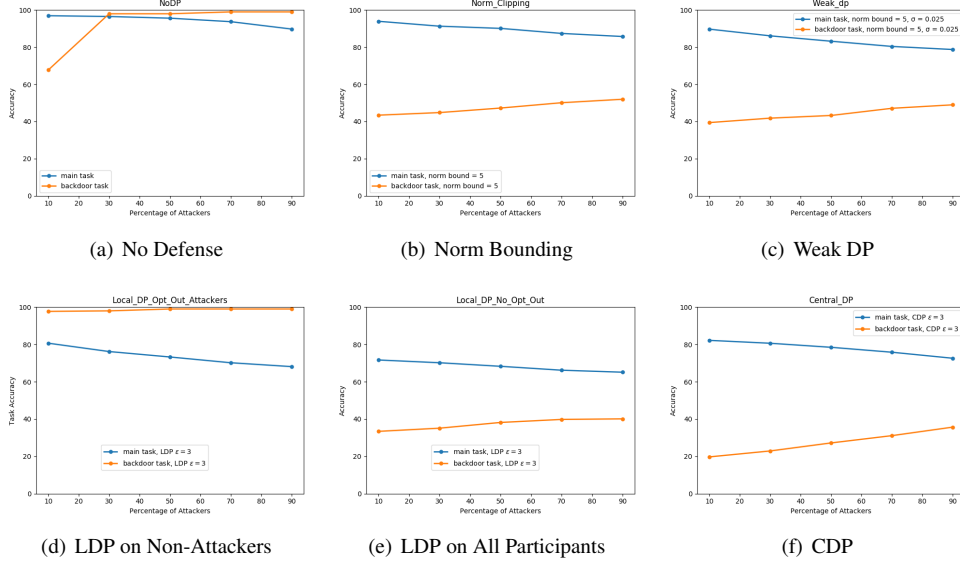 NoDP
Accuracy
100
80
60
40
20
0
main task
backdoor task
10 20 30 40 50 60 70 80 90
Percentage of Attackers
(a) No Defense
Norm_Clipping
Accuracy
100
80
60
40
20
0
main task, norm bound = 5
backdoor task, norm bound = 5
10 20 30 40 50 60 70 80 90
Percentage of Attackers
(b) Norm Bounding
Weak_dp
Accuracy
100
80
60
40
20
0
main task, norm bound = 5, σ = 0.025
backdoor task, norm bound = 5, σ = 0.025
10 20 30 40 50 60 70 80 90
Percentage of Attackers
(c) Weak DP
Local_DP_Opt_Out_Attackers
Task Accuracy
100
80
60
40
20
0
main task, LDP ε = 3
backdoor task, LDP ε = 3
10 20 30 40 50 60 70 80 90
Percentage of Attackers
(d) LDP on Non-Attackers
Local_DP_No_Opt_Out
Accuracy
100
80
60
40
20
0
main task, LDP ε = 3
backdoor task, LDP ε = 3
10 20 30 40 50 60 70 80 90
Percentage of Attackers
(e) LDP on All Participants
Central_DP
Accuracy
100
80
60
40
20
0
main task, CDP ε = 3
backdoor task, CDP ε = 3
10 20 30 40 50 60 70 80 90
Percentage of Attackers
(f) CDP